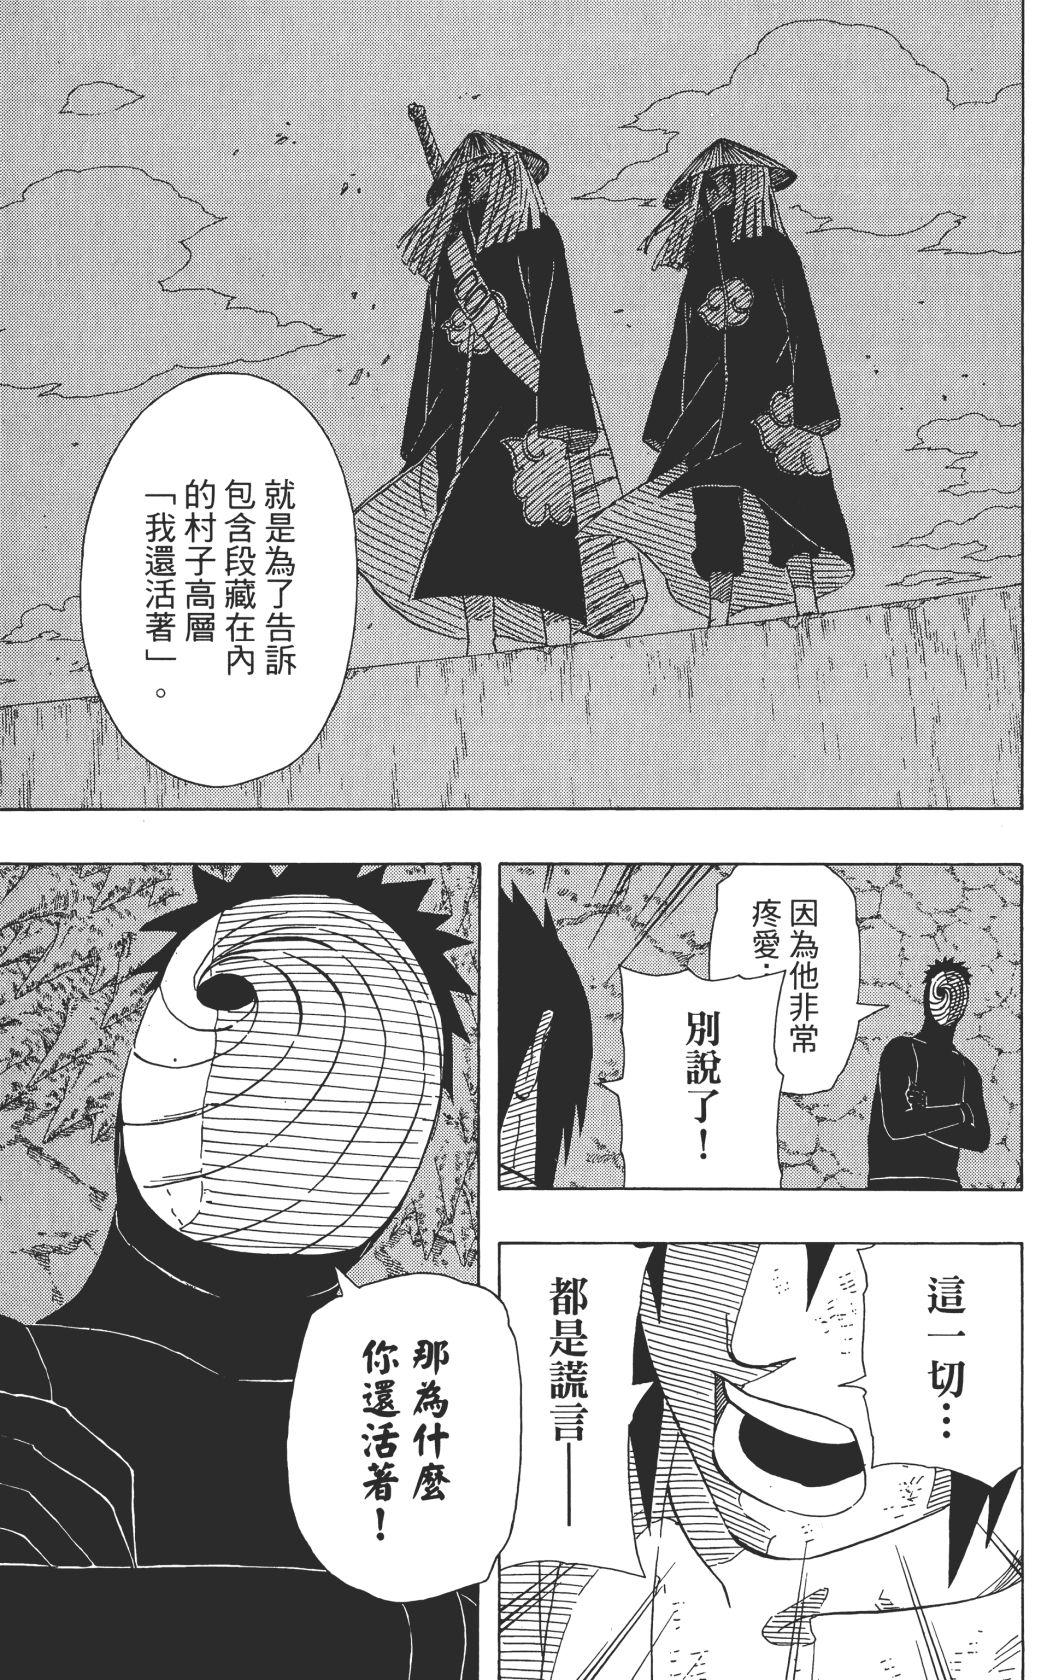 就是為了告訴
包含段藏在內
的村子高層
「我還活著」。
因為他非常
疼愛‧
別說了！
這一切…
都是謊言——
那為什麼
你還活著！